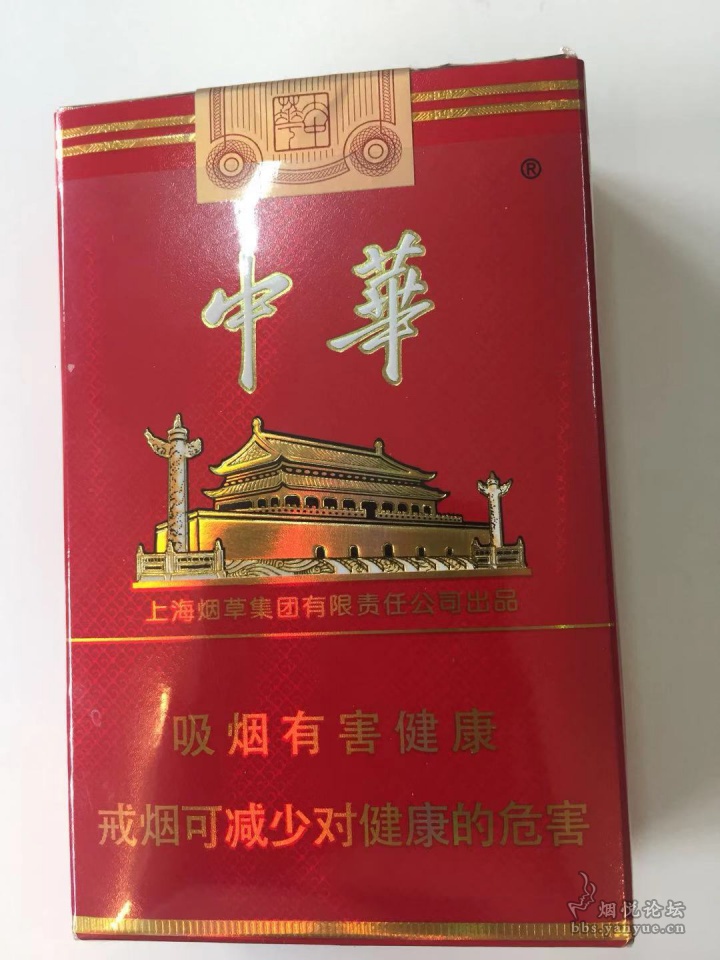 中華
®
上海烟草集团有限责任公司出品
吸烟有害健康
戒烟可减少对健康的危害
烟悦论坛
bbs.yanyue.cn